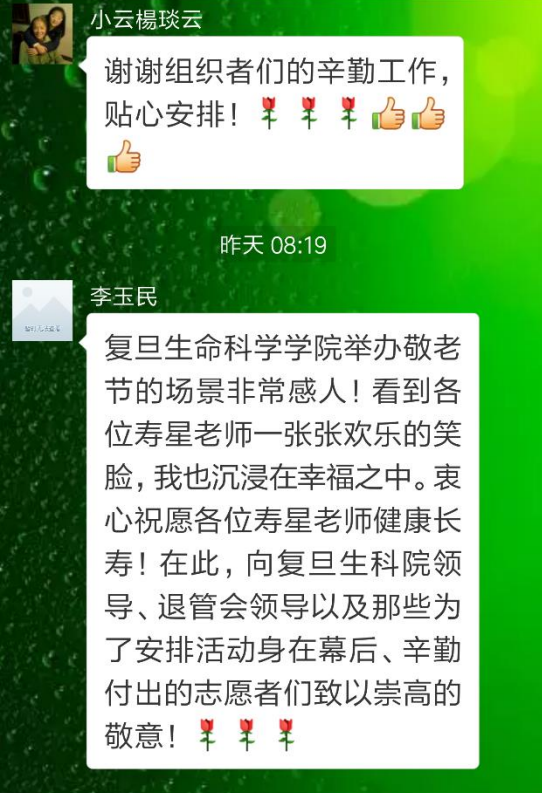 小云楊琰云
谢谢组织者们的辛勤工作，
贴心安排！🌹🌹🌹👍👍
👍
昨天 08:19
李玉民
复旦生命科学学院举办敬老
节的场景非常感人！看到各
位寿星老师一张张欢乐的笑
脸，我也沉浸在幸福之中。衷
心祝愿各位寿星老师健康长
寿！在此，向复旦生科院领
导、退管会领导以及那些为
了安排活动身在幕后、辛勤
付出的志愿者们致以崇高的
敬意！🌹🌹🌹